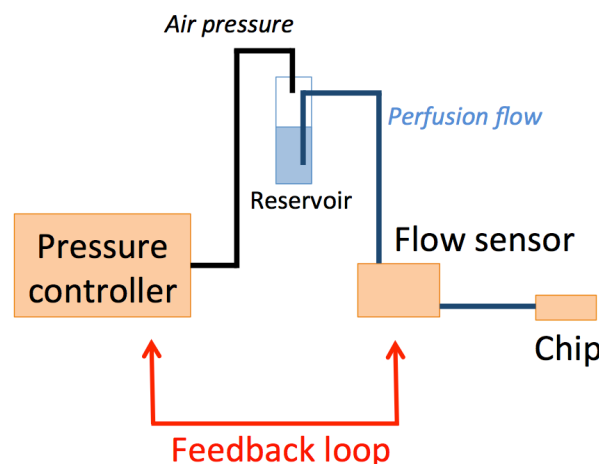 Air pressure
Perfusion flow
Reservoir
Pressure
controller
Flow sensor
Chip
Feedback loop